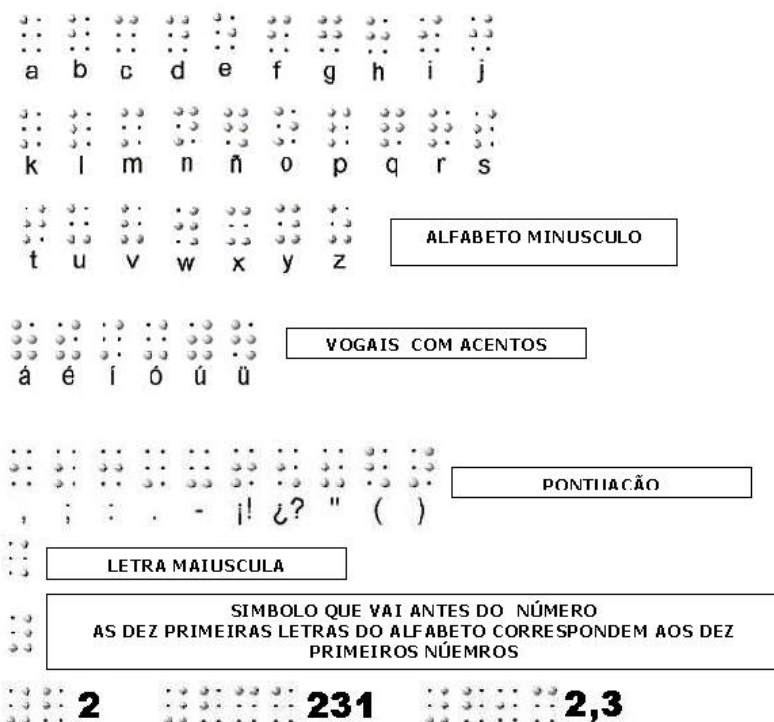 a b c d e f g h i j
k l m n ñ o p q r s
t u v w x y z
ALFABETO MINUSCULO
á é í ó ú ü
VOGAIS COM ACENTOS
, ; : . - ¡! ¿? " ( )
PONTUACÃO
LETRA MAIUSCULA
SIMBOLO QUE VAI ANTES DO NÚMERO
AS DEZ PRIMEIRAS LETRAS DO ALFABETO CORRESPONDEM AOS DEZ
PRIMEIROS NÚEMROS
2 231 2,3